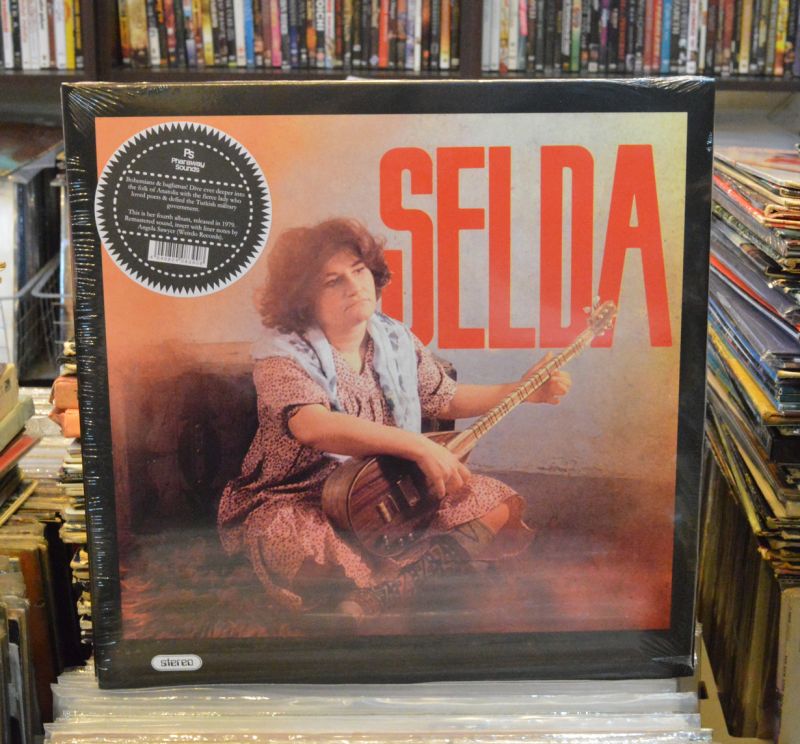 PS
Pharaway
Sounds
Bohemians & baglamas! Dive ever deeper into
the folk of Anatolia with the fierce lady who
loved poets & defied the Turkish military
government.
This is her fourth album, released in 1979.
Remastered sound, insert with liner notes by
Angela Sawyer (Weirdo Records).
SELDA
stereo